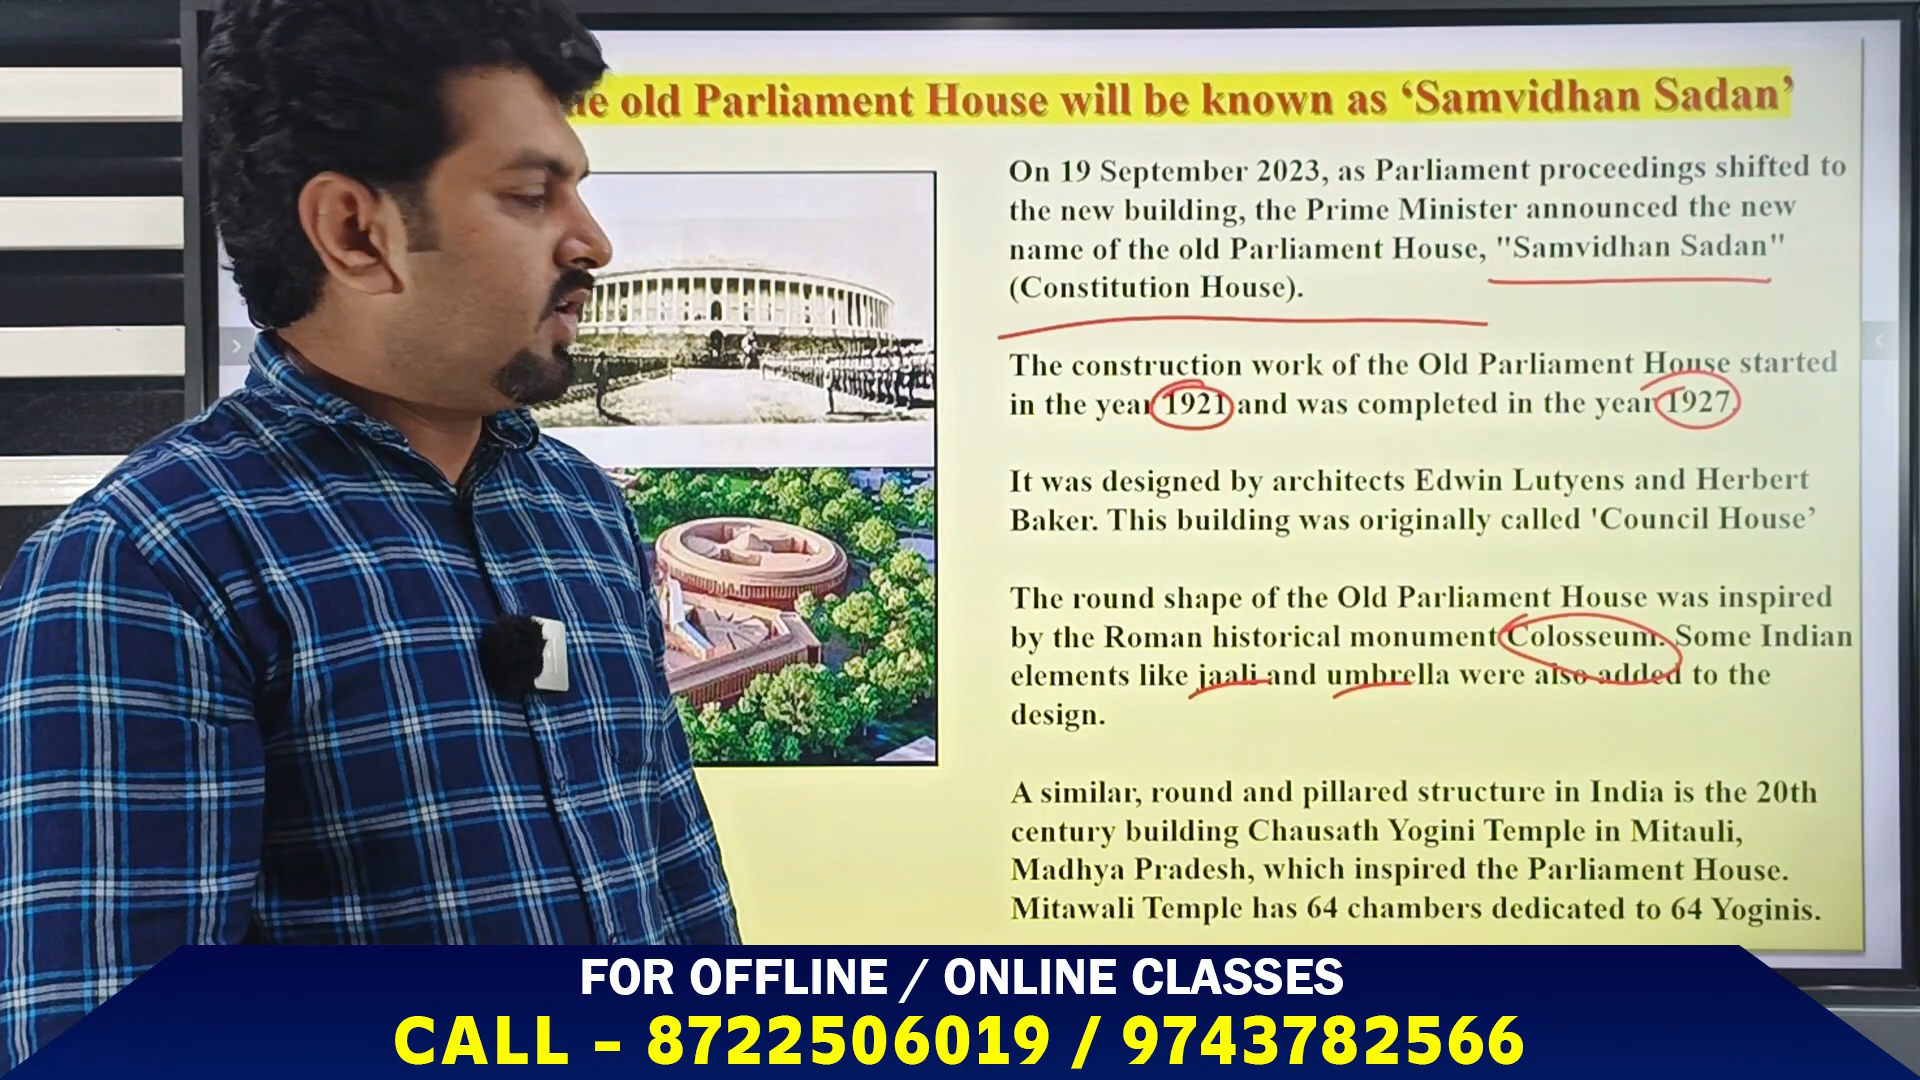 e old Parliament House will be known as ‘Samvidhan Sadan’
On 19 September 2023, as Parliament proceedings shifted to
the new building, the Prime Minister announced the new
name of the old Parliament House, "Samvidhan Sadan"
(Constitution House).
The construction work of the Old Parliament House started
in the year 1921 and was completed in the year 1927
It was designed by architects Edwin Lutyens and Herbert
Baker. This building was originally called 'Council House’
The round shape of the Old Parliament House was inspired
by the Roman historical monument Colosseum. Some Indian
elements like jaali and umbrella were also added to the
design.
A similar, round and pillared structure in India is the 20th
century building Chausath Yogini Temple in Mitauli,
Madhya Pradesh, which inspired the Parliament House.
Mitawali Temple has 64 chambers dedicated to 64 Yoginis.
FOR OFFLINE / ONLINE CLASSES
CALL – 8722506019 / 9743782566